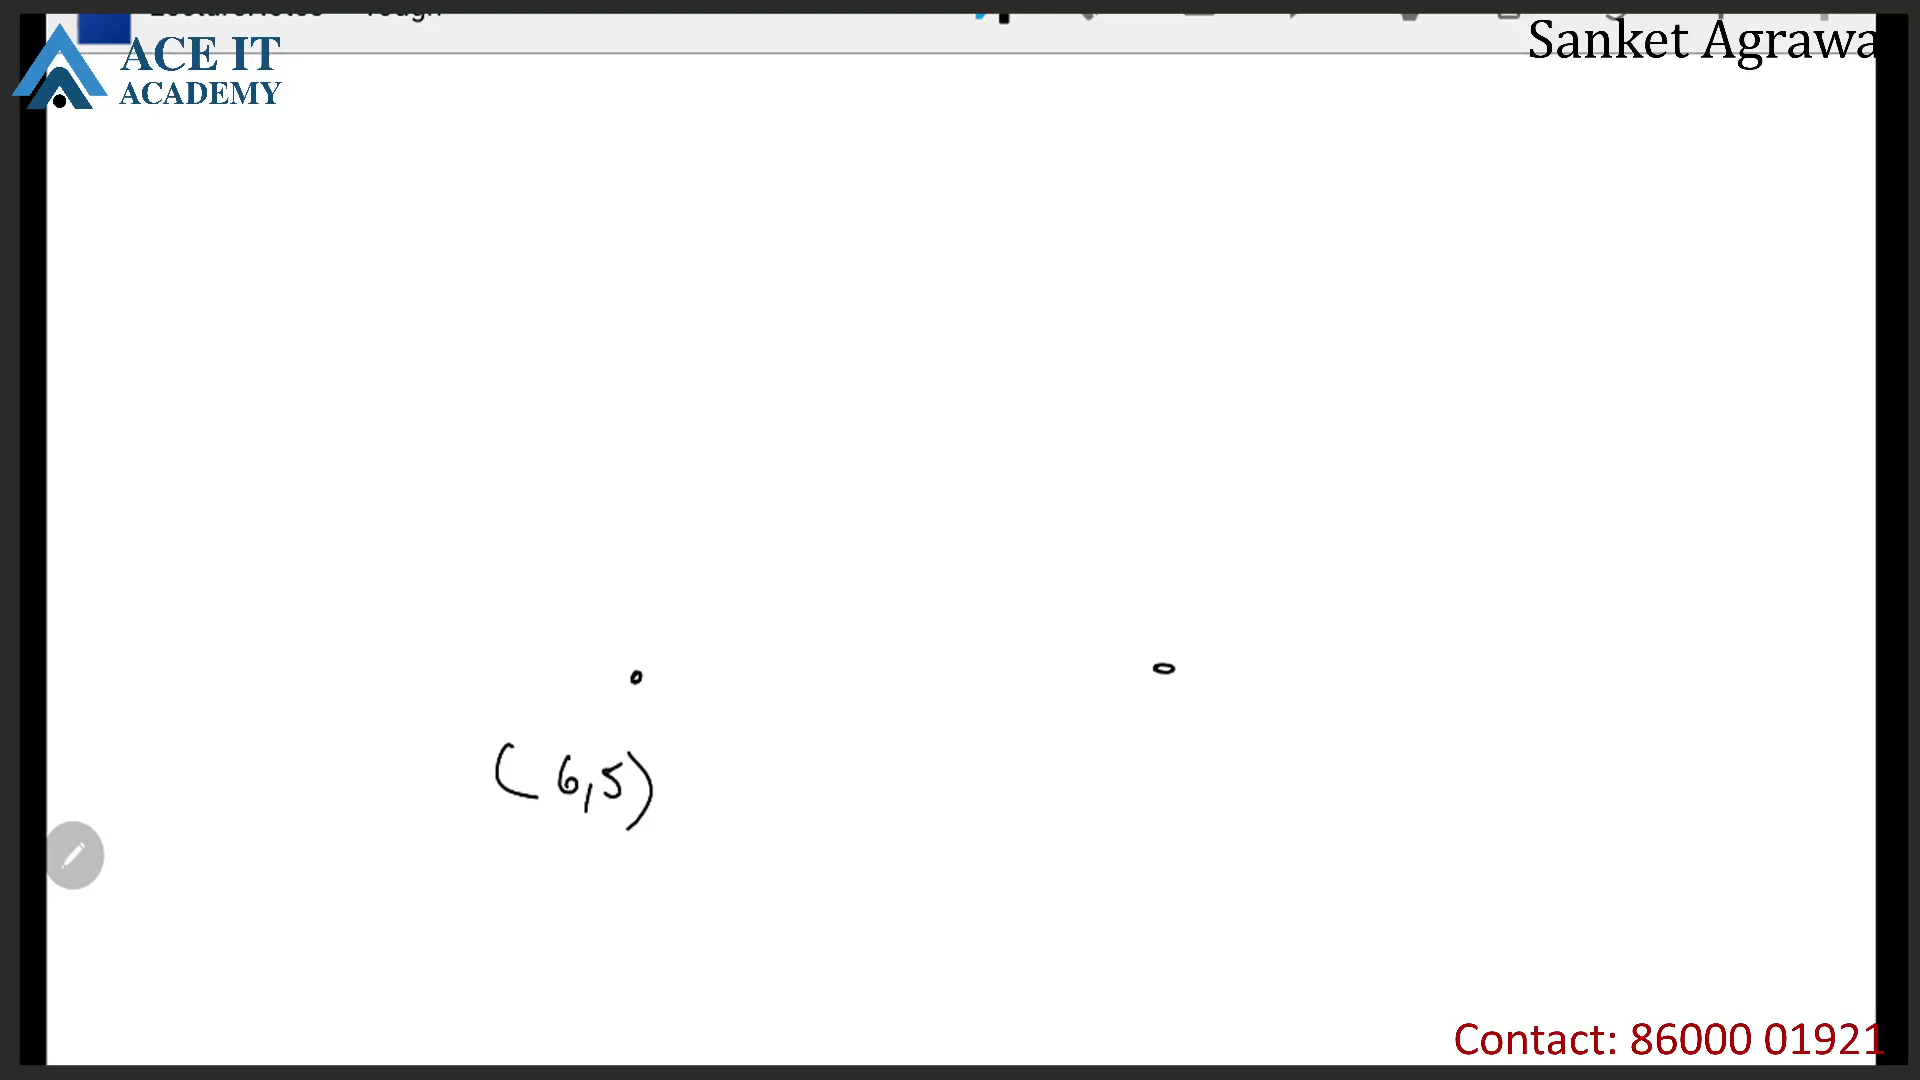 ACE IT
ACADEMY
Sanket Agrawa
(6,5)
Contact: 86000 01921